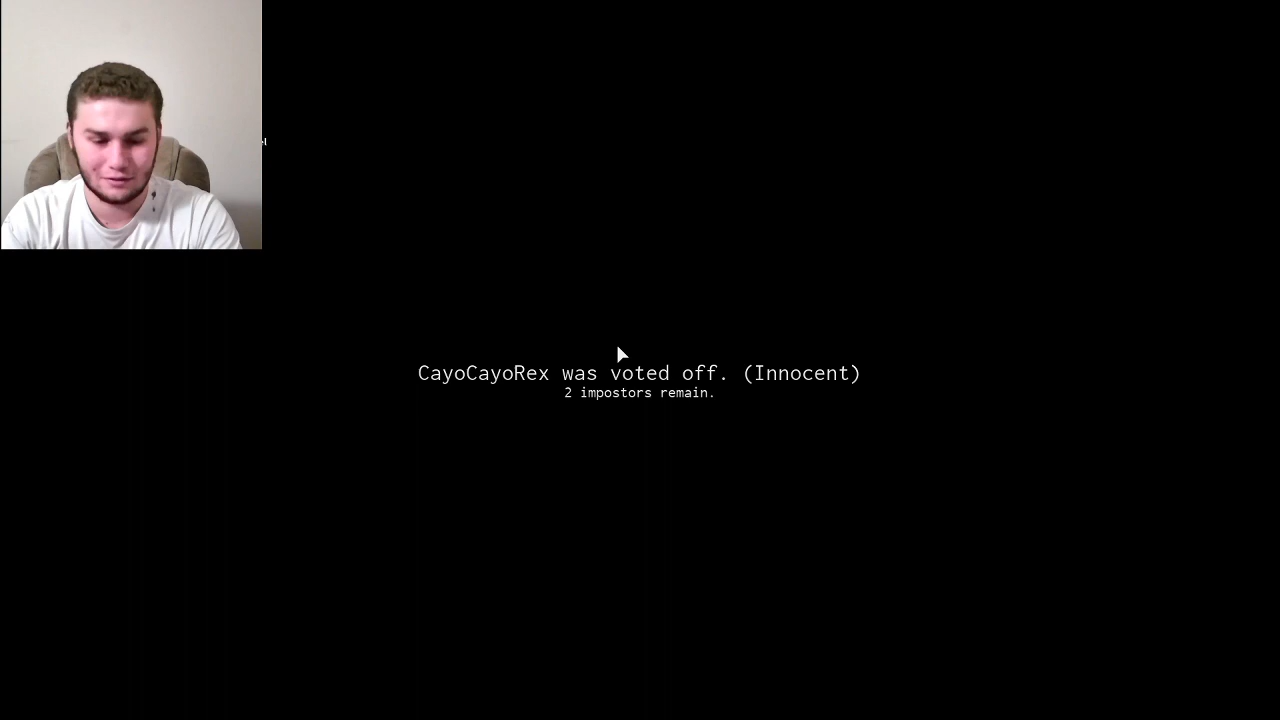 CayoCayoRex was voted off. (Innocent)
2 impostors remain.